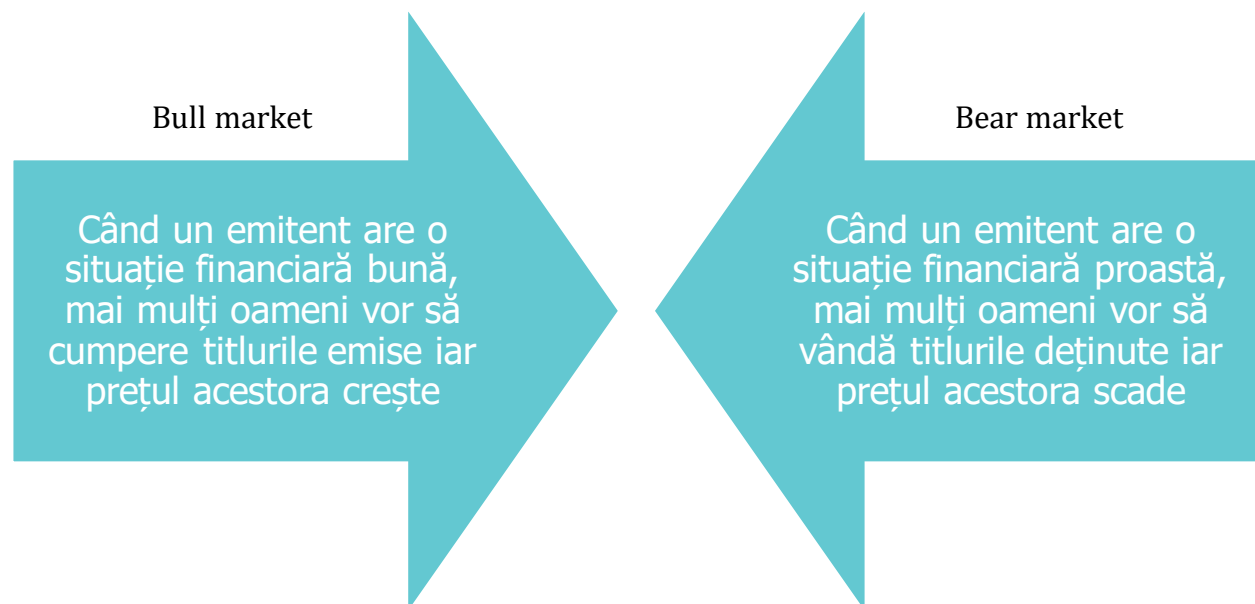 Bull market
Când un emitent are o
situație financiară bună,
mai mulți oameni vor să
cumpere titlurile emise iar
prețul acestora crește
Bear market
Când un emitent are o
situație financiară proastă,
mai mulți oameni vor să
vândă titlurile deținute iar
prețul acestora scade